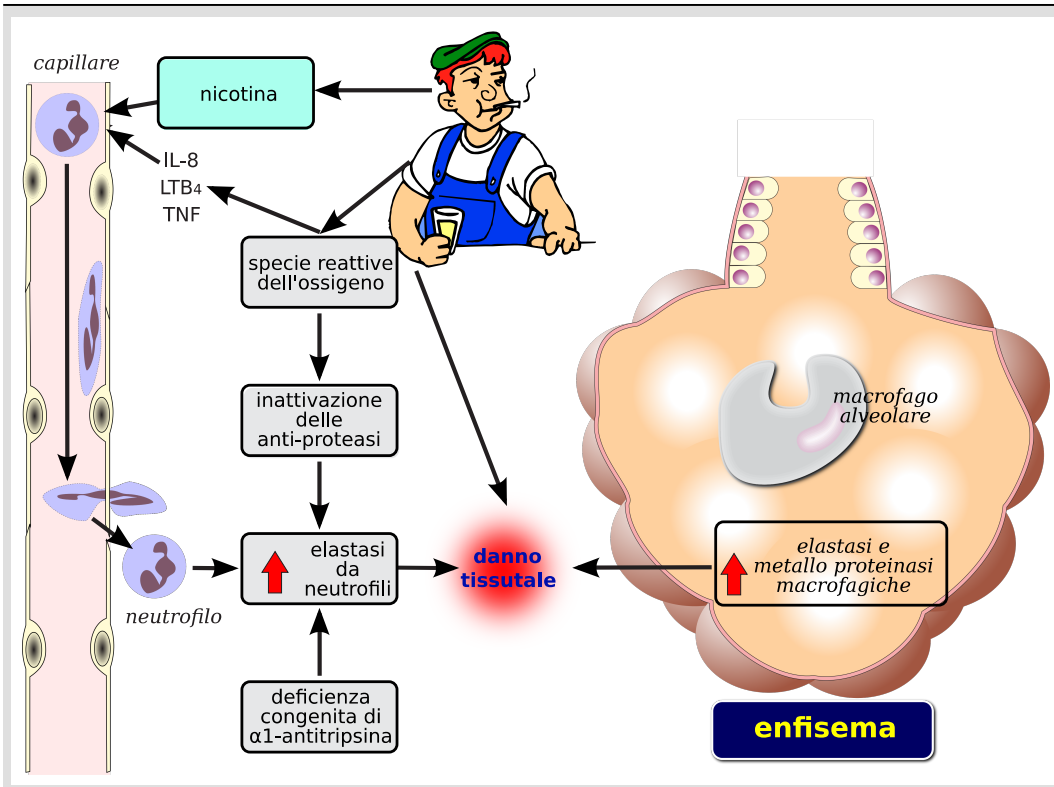 capillare
nicotina
IL-8
LTB4
TNF
specie reattive
dell'ossigeno
inattivazione
delle
anti-proteasi
macrofago
alveolare
elastasi
da
neutrofili
danno
tissutale
elastasi e
metallo proteinasi
macrofagiche
neutrofilo
deficienza
congenita di
α1-antitripsina
enfisema